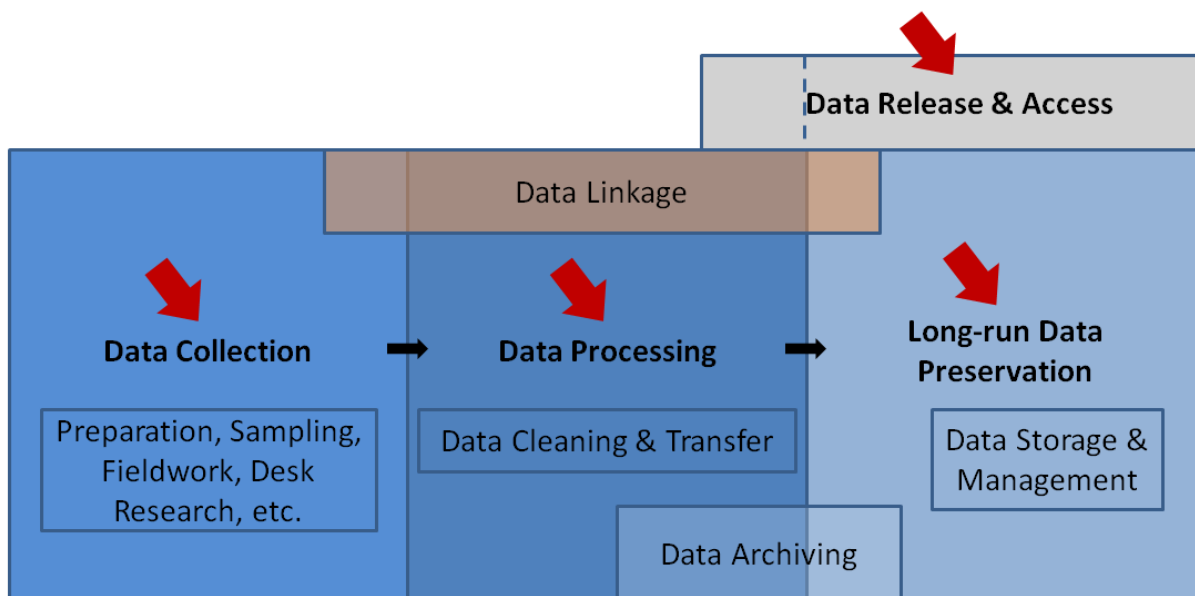 Data Release & Access
Data Linkage
Data Collection
Data Processing
Long-run Data
Preservation
Preparation, Sampling,
Fieldwork, Desk
Research, etc.
Data Cleaning & Transfer
Data Storage &
Management
Data Archiving